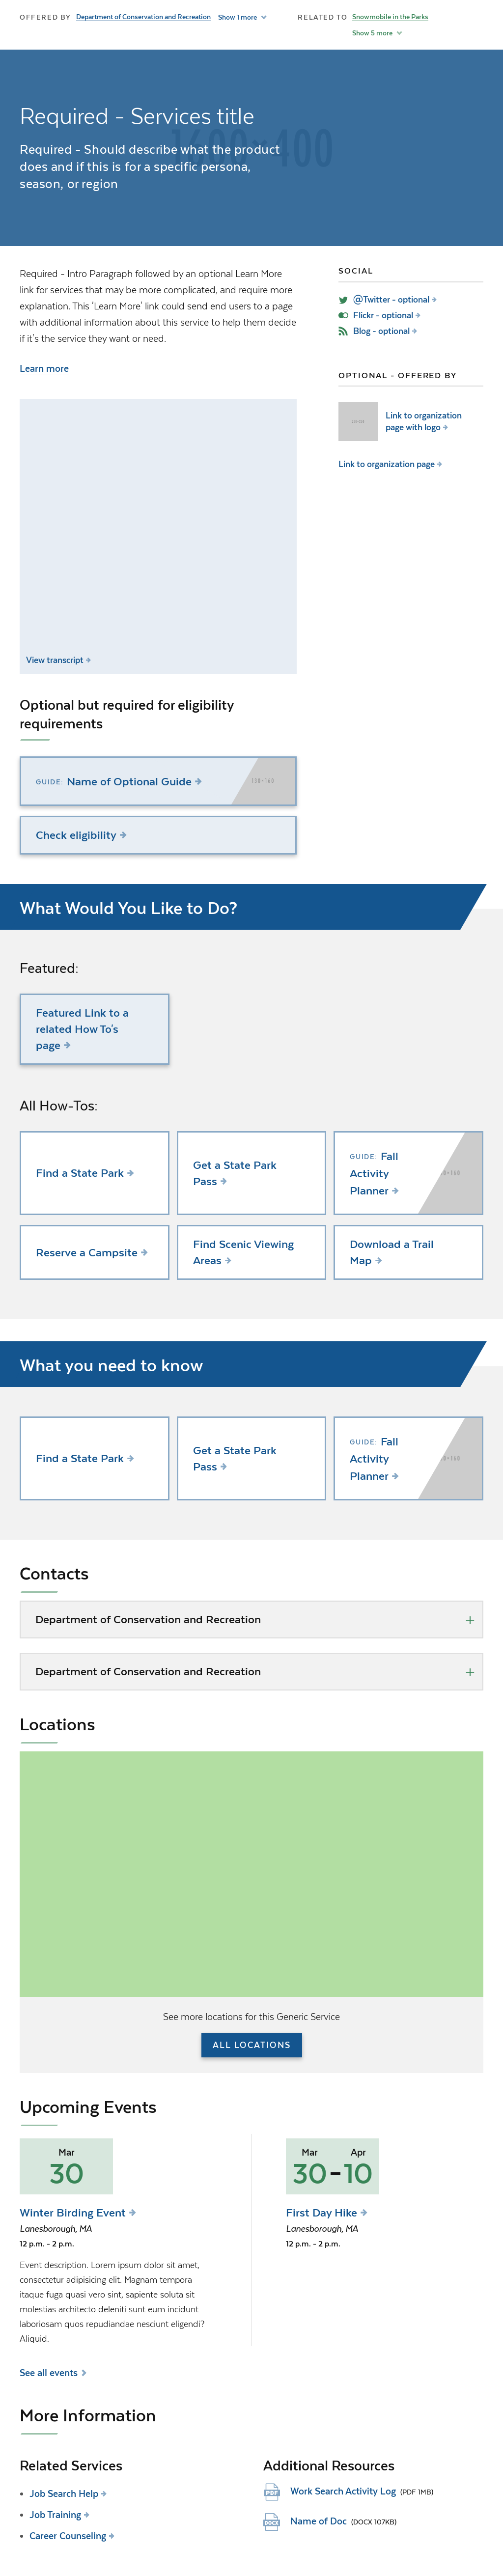 OFFERED BY Department of Conservation and Recreation Show 1 more
RELATED TO Snowmobile in the Parks
Show 5 more
1600×400
Required - Services title
Required - Should describe what the product
does and if this is for a specific persona,
season, or region
Required - Intro Paragraph followed by an optional Learn More
link for services that may be more complicated, and require more
explanation. This 'Learn More' link could send end users to a page
with additional information about this service to help them decide
if it's the service they want or need.
Learn more
SOCIAL
@Twitter - optional
Flickr - optional
Blog - optional
OPTIONAL - OFFERED BY
Link to organization
page with logo
Link to organization page
View transcript
Optional but required for eligibility
requirements
GUIDE: Name of Optional Guide
138×168
Check eligibility
What Would You Like to Do?
Featured:
Featured Link to a
related How To's
page
All How-Tos:
Find a State Park
Get a State Park
Pass
GUIDE: Fall
Activity
Planner
8×168
Reserve a Campsite
Find Scenic Viewing
Areas
Download a Trail
Map
What you need to know
Find a State Park
Get a State Park
Pass
GUIDE: Fall
Activity
Planner
8×168
Contacts
Department of Conservation and Recreation
Department of Conservation and Recreation
Locations
See more locations for this Generic Service
ALL LOCATIONS
Upcoming Events
Mar
30
Winter Birding Event
Lanesborough, MA
12 p.m. - 2 p.m.
Event description. Lorem ipsum dolor sit amet,
consectetur adipisicing elit. Magnam tempora
itaque fuga quasi vero sint, sapiente soluta sit
molestias architecto deleniti sunt eum incidunt
laboriosam quos repudiandae nesciunt eligendi?
Aliquid.
Mar Apr
30-10
First Day Hike
Lanesborough, MA
12 p.m. - 2 p.m.
See all events
More Information
Related Services
Job Search Help
Job Training
Career Counseling
Additional Resources
PDF Work Search Activity Log (PDF 1MB)
DOCX Name of Doc (DOCX 107KB)